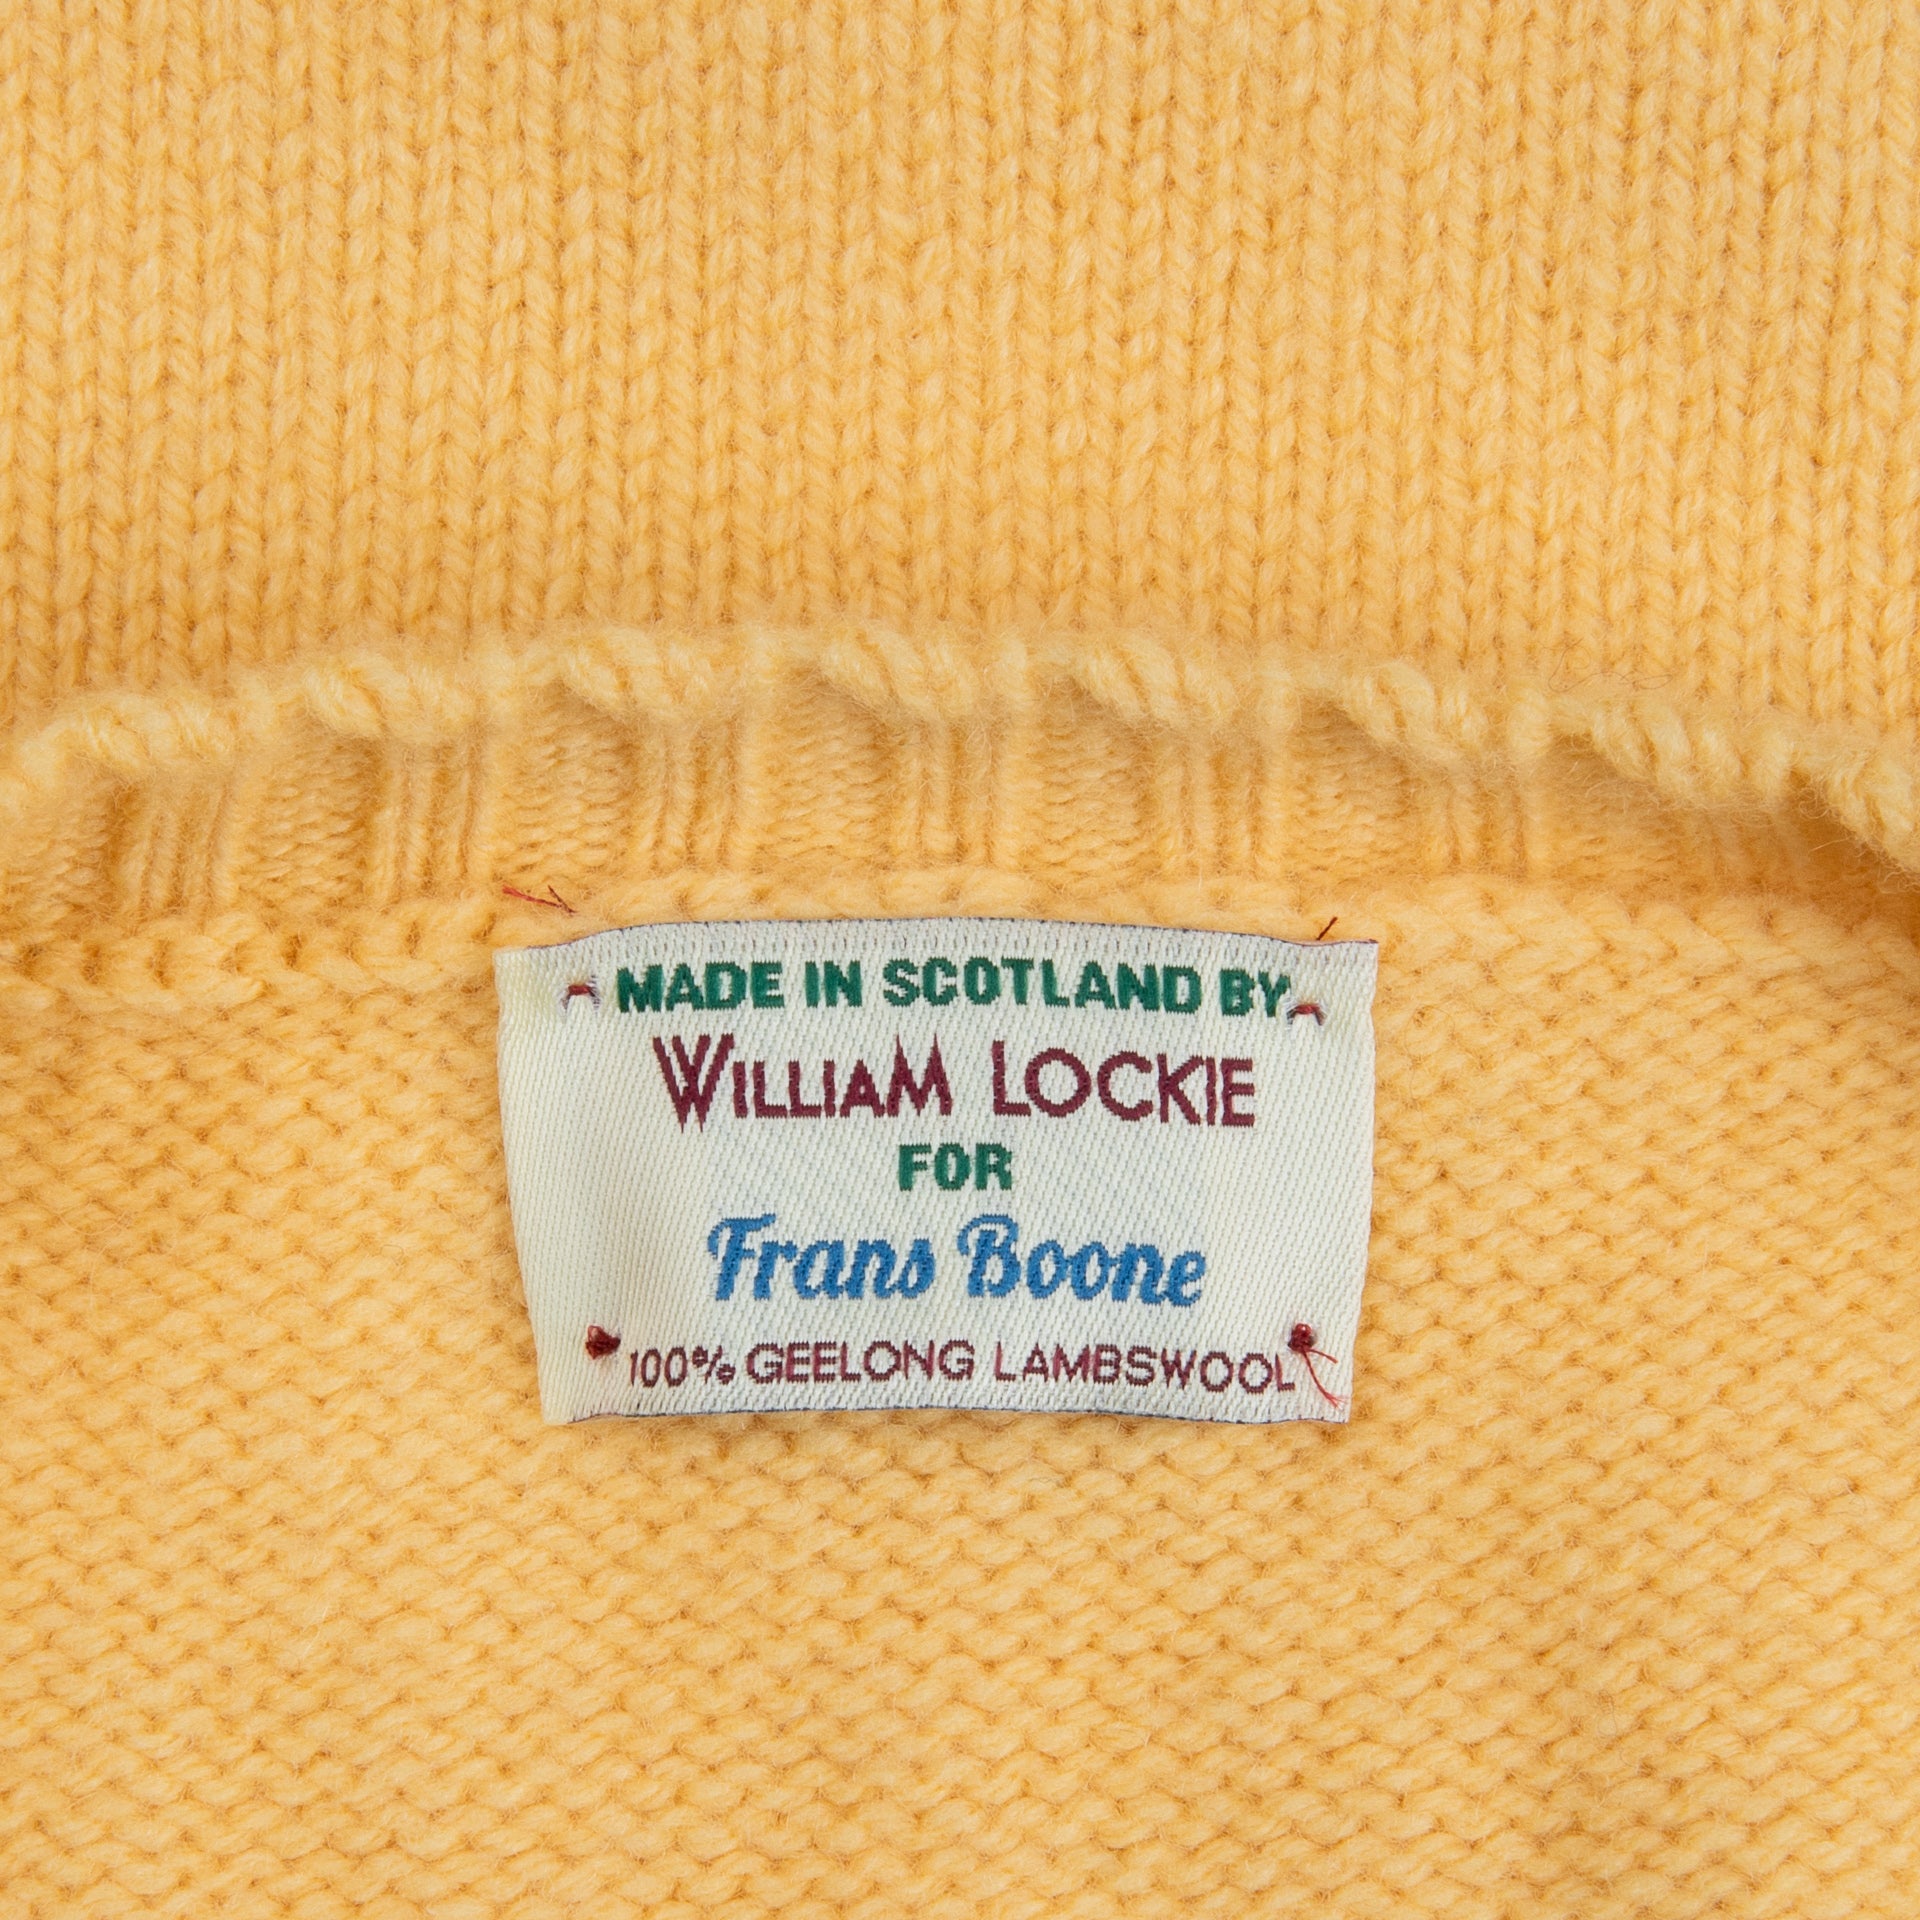 MADE IN SCOTLAND BY
WILLIAM LOCKIE
FOR
Frans Boone
100% GEELONG LAMBSWOOL